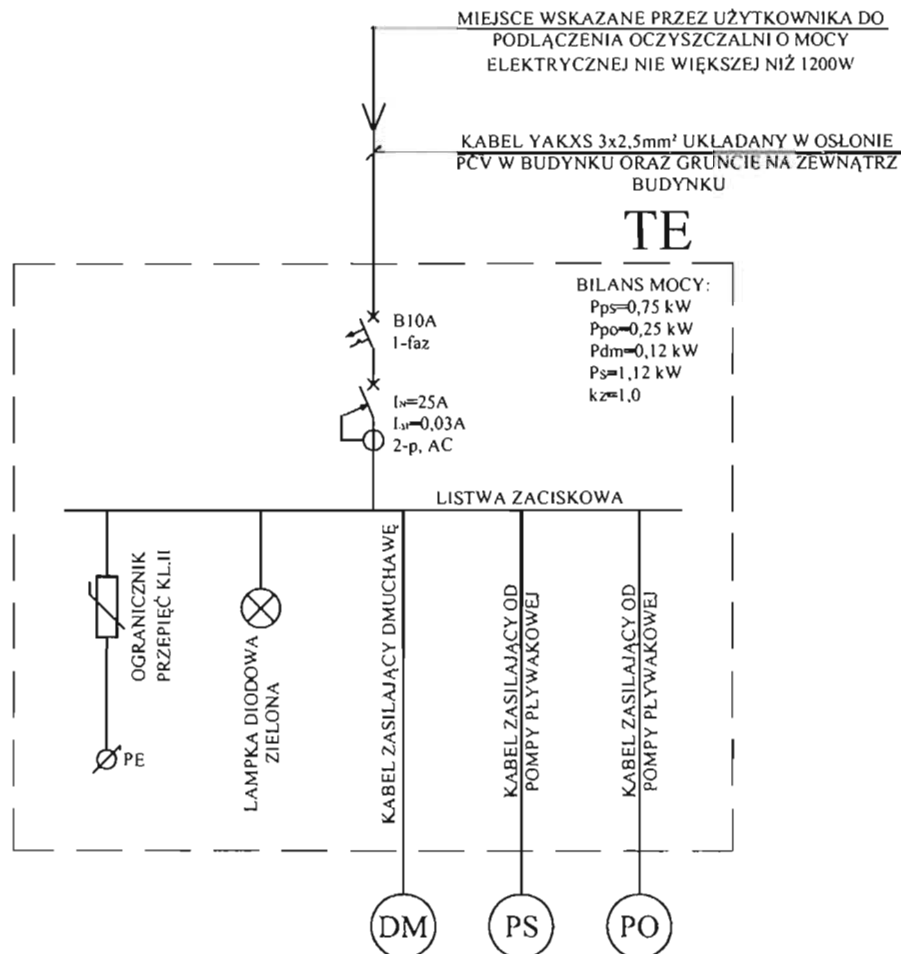 MIEJSCE WSKAZANE PRZEZ UŻYTKOWNIKA DO
PODLĄCZENIA OCZYSZCZALNI O MOCY
ELEKTRYCZNEJ NIE WIĘKSZEJ NIŻ 1200W
KABEL YAKXS 3x2,5mm² UKŁADANY W OSŁONIE
PCV W BUDYNKU ORAZ GRUNCIE NA ZEWNĄTRZ
BUDYNKU
TE
BILANS MOCY:
Pps=0,75 kW
Ppo=0,25 kW
Pdm=0,12 kW
Ps=1,12 kW
kz=1,0
B10A
1-faz
IN=25A
IΔN=0,03A
2-p, AC
LISTWA ZACISKOWA
OGRANICZNIK
PRZEPIĘĆ KL.II
PE
LAMPKA DIODOWA
ZIELONA
KABEL ZASILAJĄCY DMUCHAWĘ
KABEL ZASILAJĄCY OD
POMPY PŁYWAKOWEJ
KABEL ZASILAJĄCY OD
POMPY PŁYWAKOWEJ
DM
PS
PO